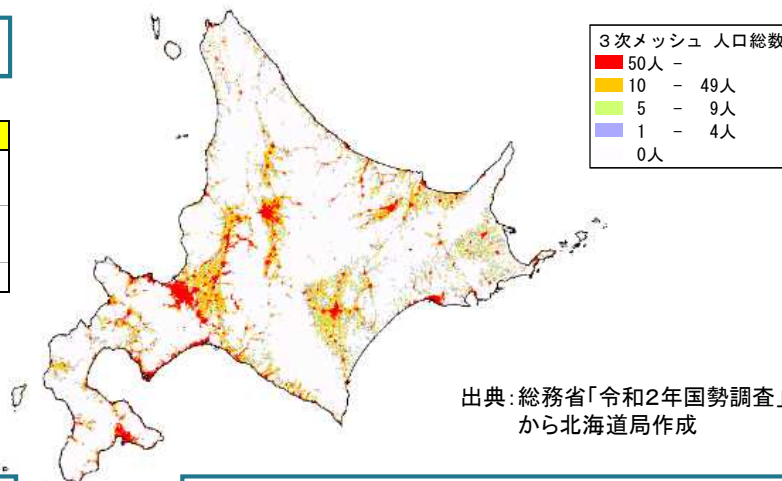 3次メッシュ 人口総数
50人 -
10 - 49人
5 - 9人
1 - 4人
0人
出典:総務省「令和2年国勢調査」
から北海道局作成